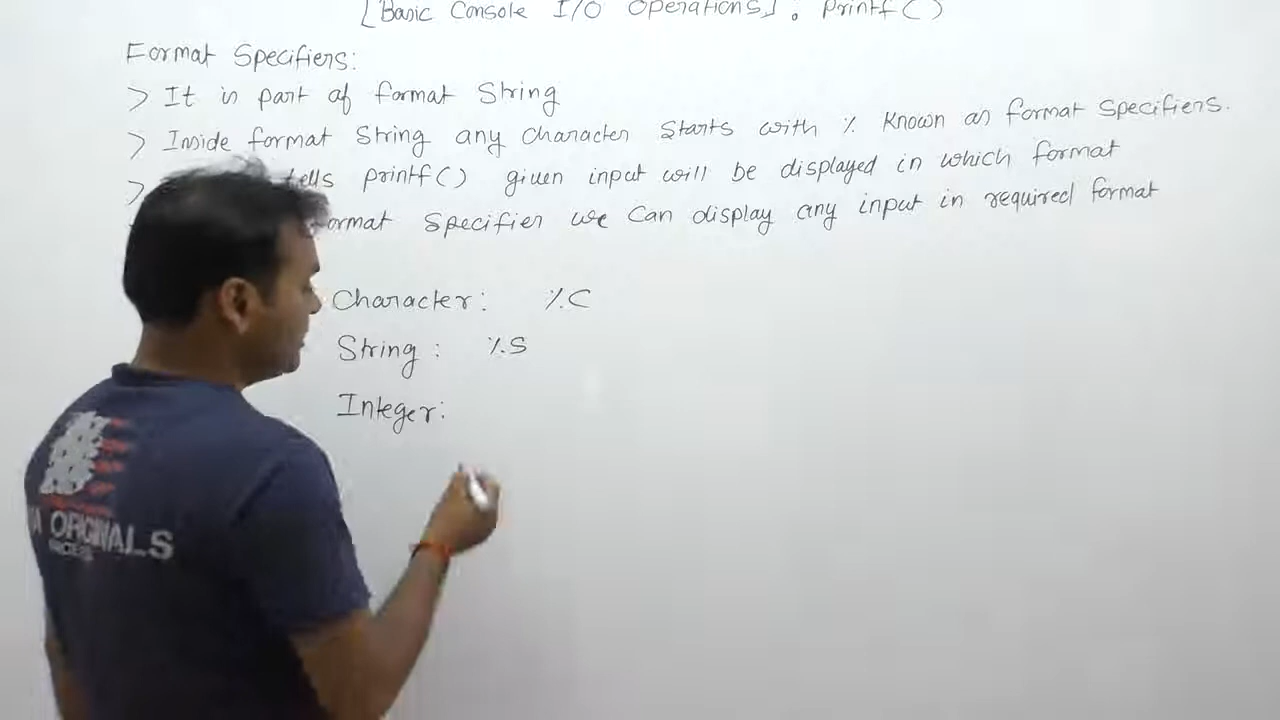 [Basic Console I/O Operations]: Printf()
Format Specifiers:
> It is part of format String
> Inside format String any character starts with % Known as format specifiers.
> tells printf() given input will be displayed in which format
format Specifier we can display any input in required format
Character: %C
String: %S
Integer:
ORIGINALS